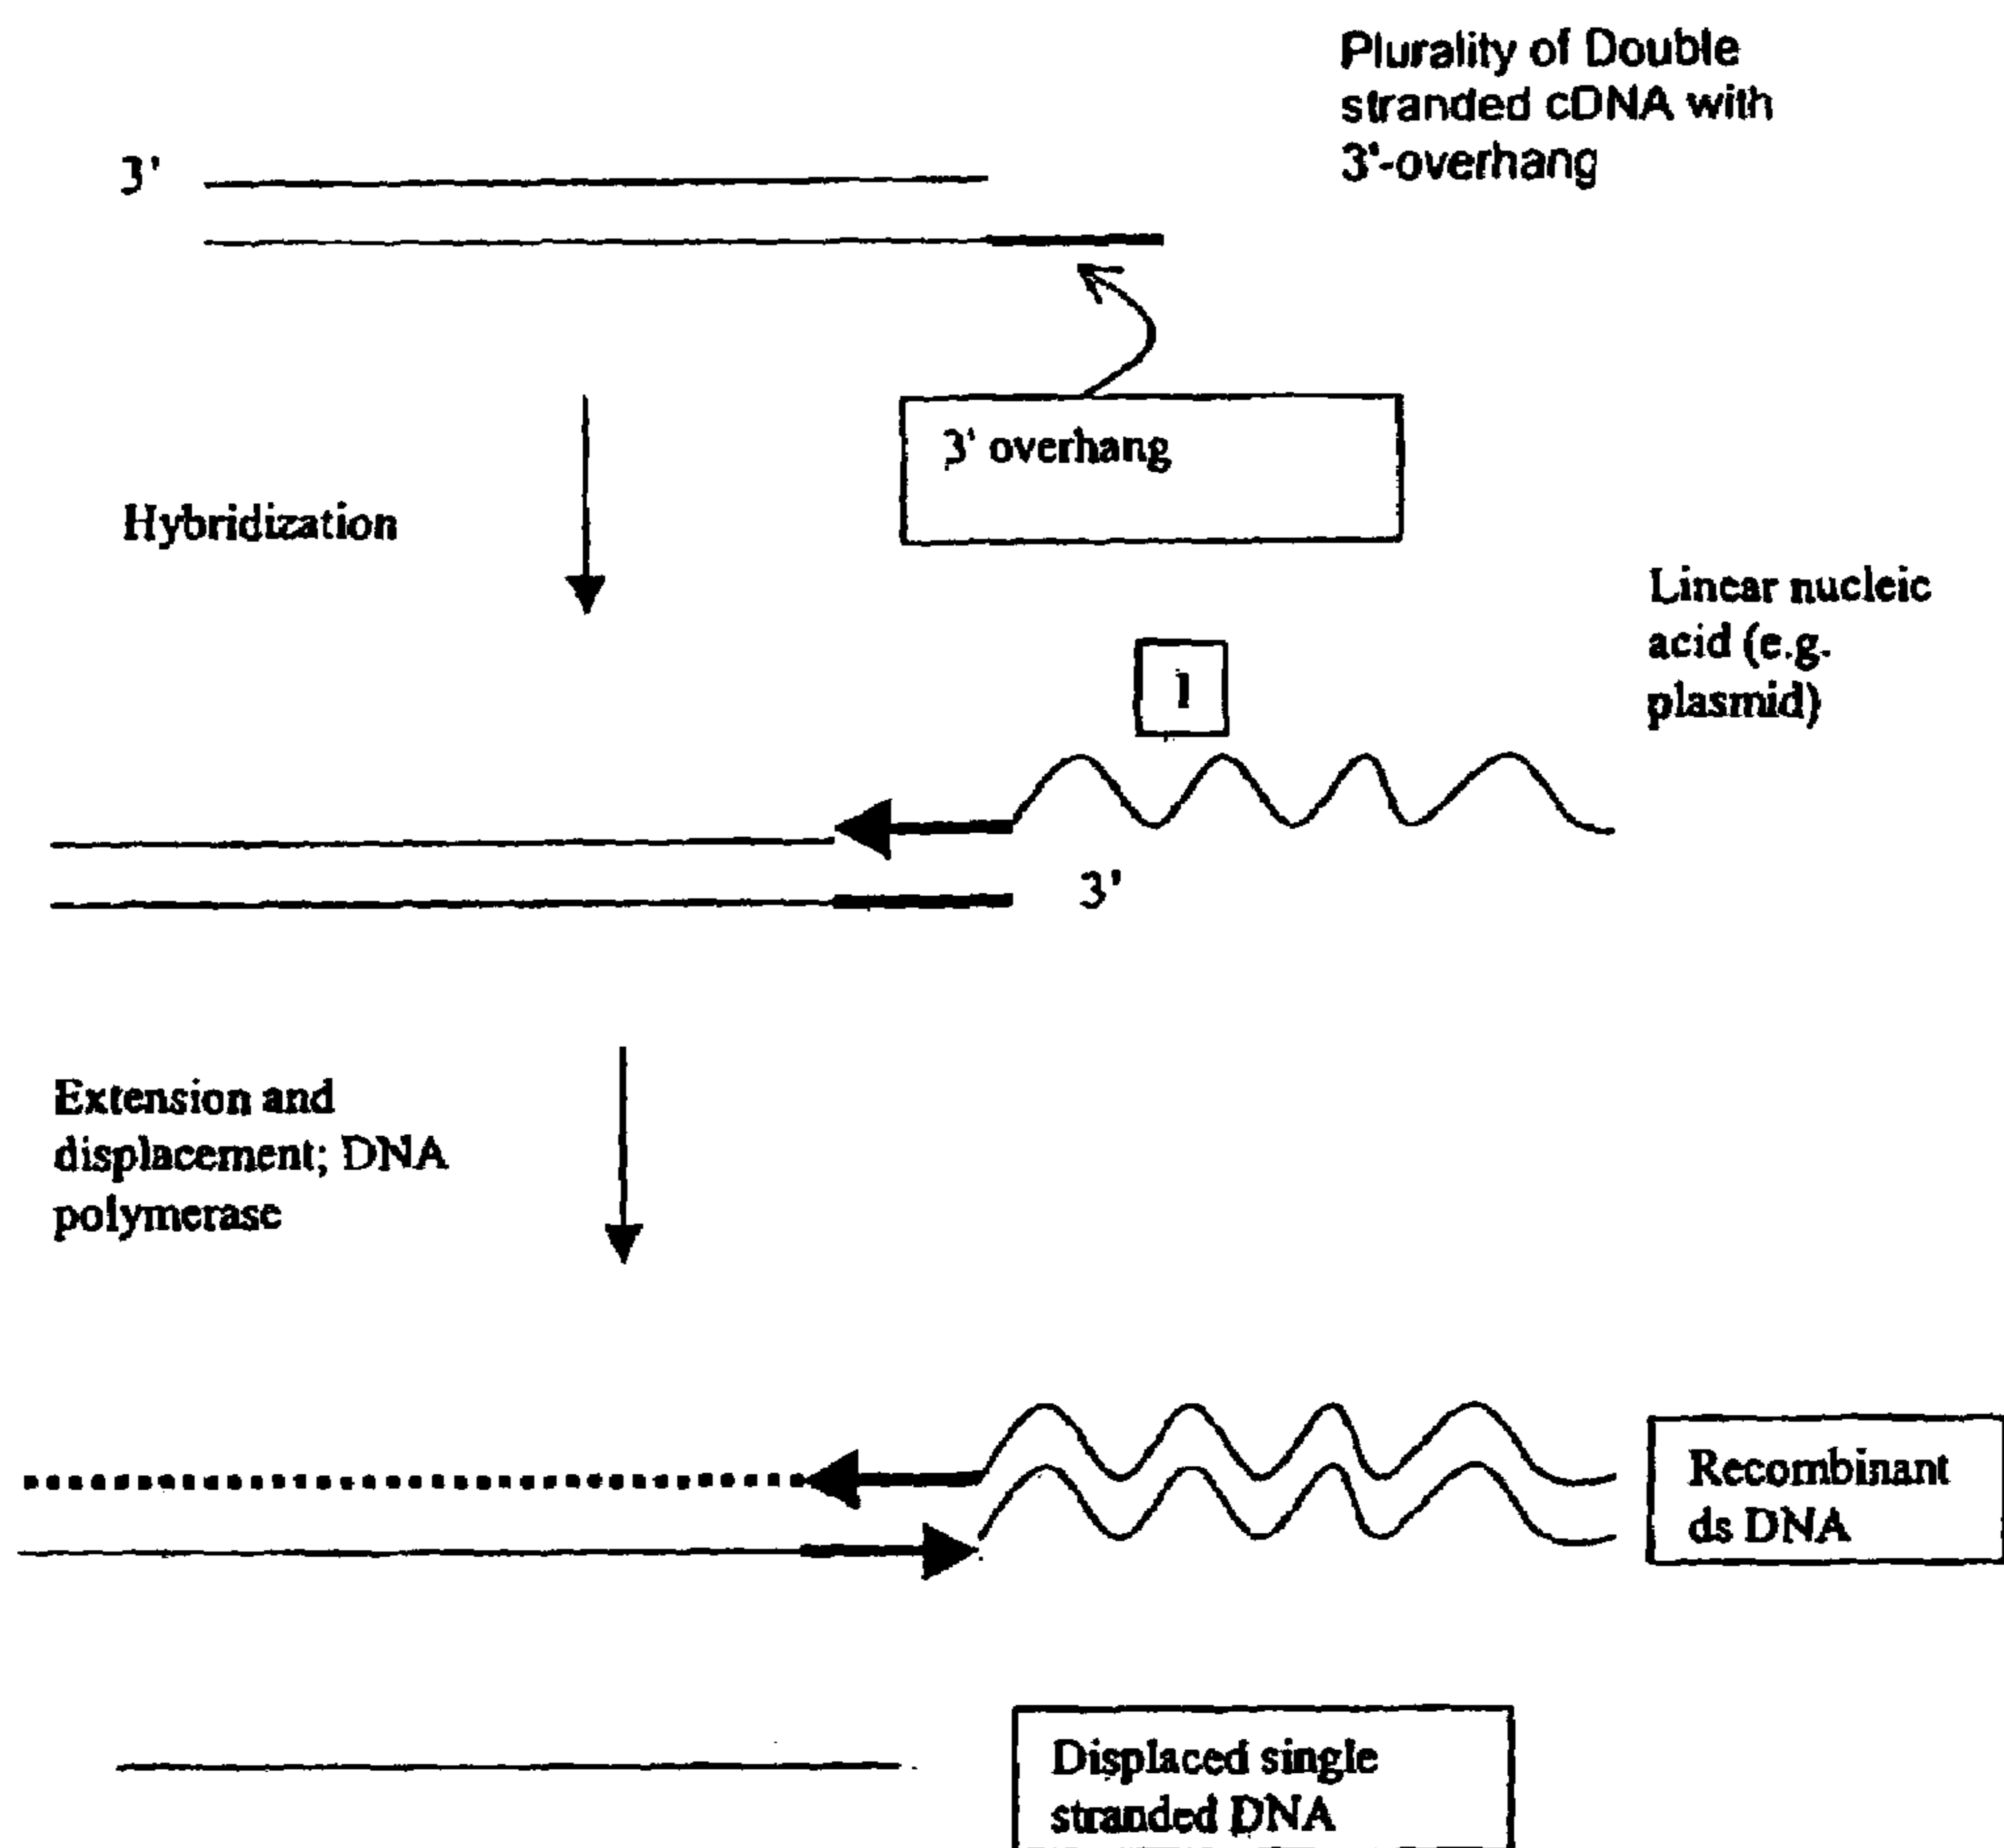 Plurality of Double
stranded cDNA with
3'-overhang
3'
3' overhang
Hybridization
Linear nucleic
acid (e.g.
plasmid)
1
3'
Extension and
displacement; DNA
polymerase
Recombinant
ds DNA
Displaced single
stranded DNA